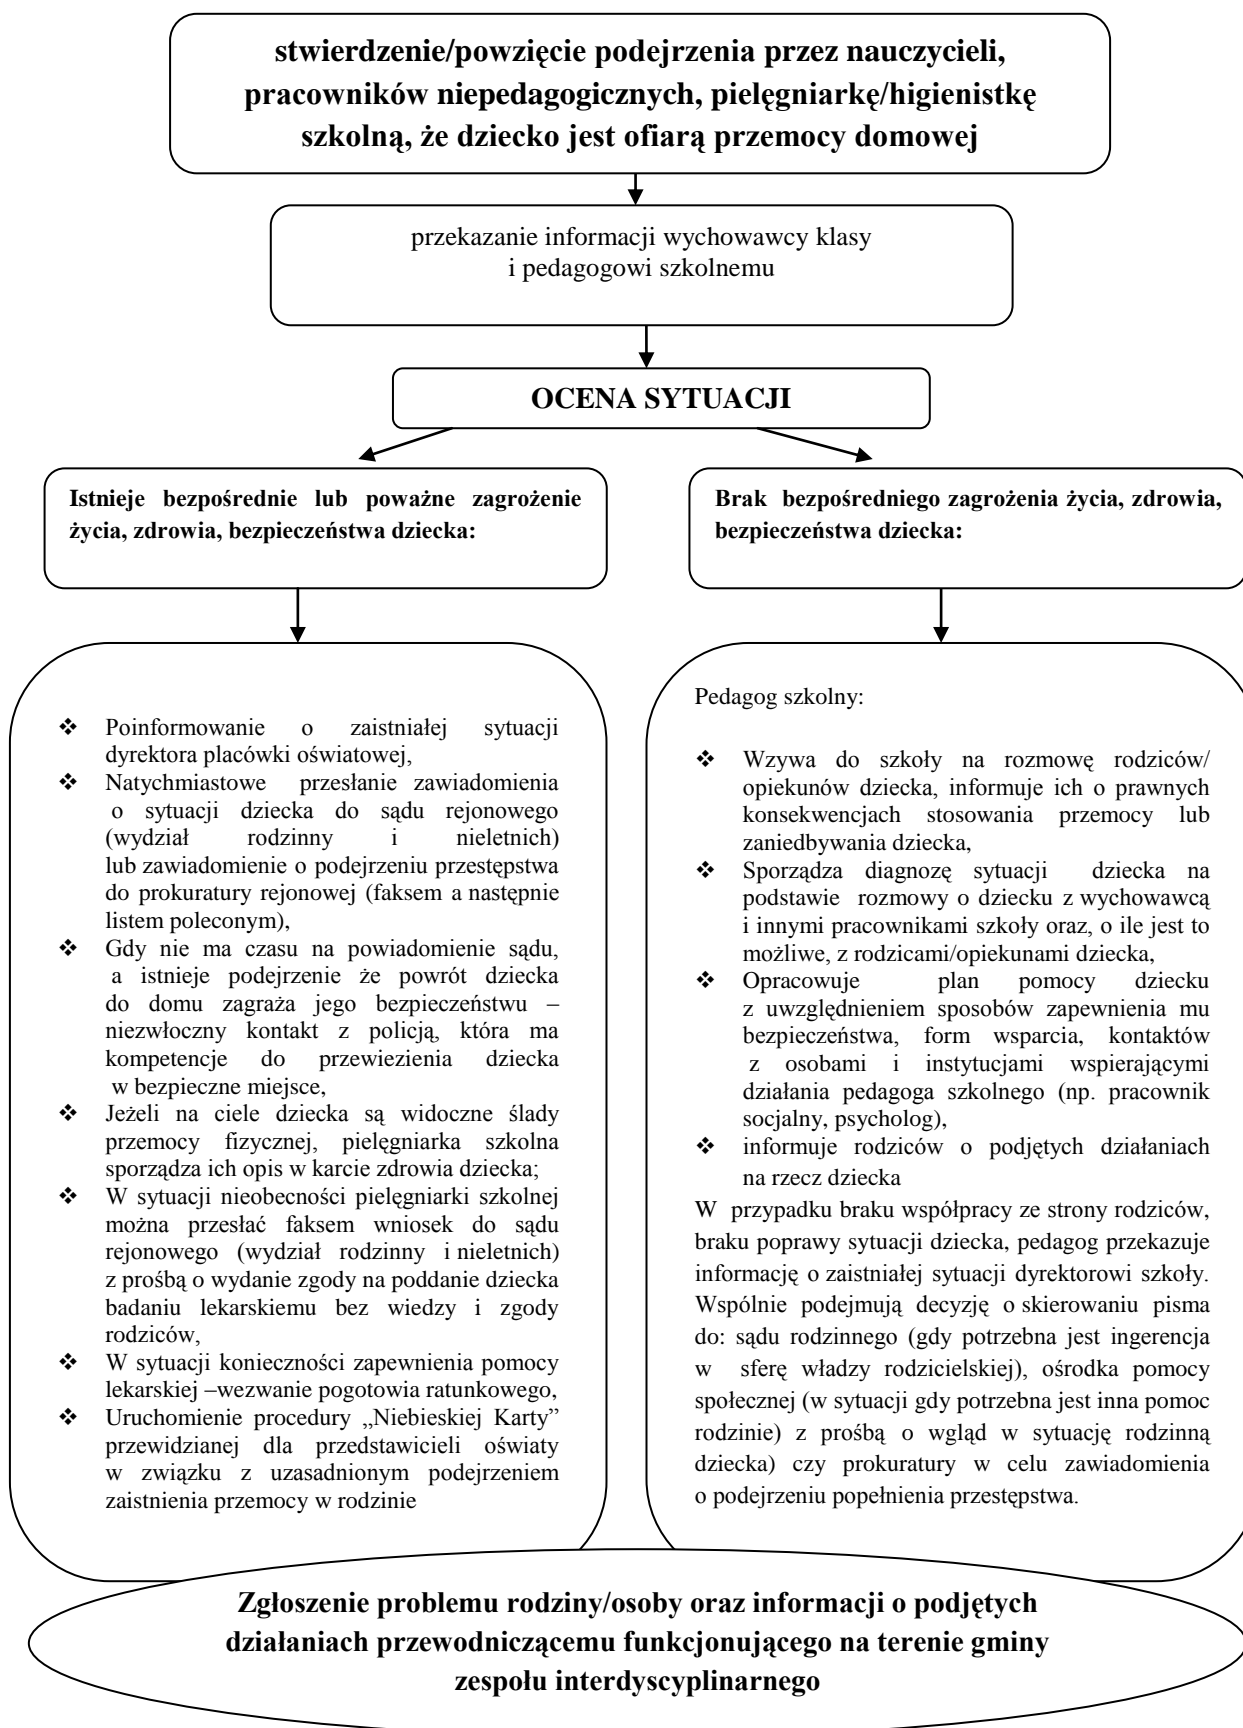 stwierdzenie/powzięcie podejrzenia przez nauczycieli,
pracowników niepedagogicznych, pielęgniarkę/higienistkę
szkolną, że dziecko jest ofiarą przemocy domowej
przekazanie informacji wychowawcy klasy
i pedagogowi szkolnemu
OCENA SYTUACJI
Istnieje bezpośrednie lub poważne zagrożenie
życia, zdrowia, bezpieczeństwa dziecka:
❖ Poinformowanie o zaistniałej sytuacji
dyrektora placówki oświatowej,
❖ Natychmiastowe przesłanie zawiadomienia
o sytuacji dziecka do sądu rejonowego
(wydział rodzinny i nieletnich)
lub zawiadomienie o podejrzeniu przestępstwa
do prokuratury rejonowej (faksem a następnie
listem poleconym),
❖ Gdy nie ma czasu na powiadomienie sądu,
a istnieje podejrzenie że powrót dziecka
do domu zagraża jego bezpieczeństwu –
niezwłoczny kontakt z policją, która ma
kompetencje do przewiezienia dziecka
w bezpieczne miejsce,
❖ Jeżeli na ciele dziecka są widoczne ślady
przemocy fizycznej, pielęgniarka szkolna
sporządza ich opis w karcie zdrowia dziecka;
❖ W sytuacji nieobecności pielęgniarki szkolnej
można przesłać faksem wniosek do sądu
rejonowego (wydział rodzinny i nieletnich)
z prośbą o wydanie zgody na poddanie dziecka
badaniu lekarskiemu bez wiedzy i zgody
rodziców,
❖ W sytuacji konieczności zapewnienia pomocy
lekarskiej –wezwanie pogotowia ratunkowego,
❖ Uruchomienie procedury „Niebieskiej Karty”
przewidzianej dla przedstawicieli oświaty
w związku z uzasadnionym podejrzeniem
zaistnienia przemocy w rodzinie
Brak bezpośredniego zagrożenia życia, zdrowia,
bezpieczeństwa dziecka:
Pedagog szkolny:
❖ Wzywa do szkoły na rozmowę rodziców/
opiekunów dziecka, informuje ich o prawnych
konsekwencjach stosowania przemocy lub
zaniedbywania dziecka,
❖ Sporządza diagnozę sytuacji dziecka na
podstawie rozmowy o dziecku z wychowawcą
i innymi pracownikami szkoły oraz, o ile jest to
możliwe, z rodzicami/opiekunami dziecka,
❖ Opracowuje plan pomocy dziecku
z uwzględnieniem sposobów zapewnienia mu
bezpieczeństwa, form wsparcia, kontaktów
z osobami i instytucjami wspierającymi
działania pedagoga szkolnego (np. pracownik
socjalny, psycholog),
❖ informuje rodziców o podjętych działaniach
na rzecz dziecka
W przypadku braku współpracy ze strony rodziców,
braku poprawy sytuacji dziecka, pedagog przekazuje
informację o zaistniałej sytuacji dyrektorowi szkoły.
Wspólnie podejmują decyzję o skierowaniu pisma
do: sądu rodzinnego (gdy potrzebna jest ingerencja
w sferę władzy rodzicielskiej), ośrodka pomocy
społecznej (w sytuacji gdy potrzebna jest inna pomoc
rodzinie) z prośbą o wgląd w sytuację rodzinną
dziecka) czy prokuratury w celu zawiadomienia
o podejrzeniu popełnienia przestępstwa.
Zgłoszenie problemu rodziny/osoby oraz informacji o podjętych
działaniach przewodniczącemu funkcjonującego na terenie gminy
zespołu interdyscyplinarnego